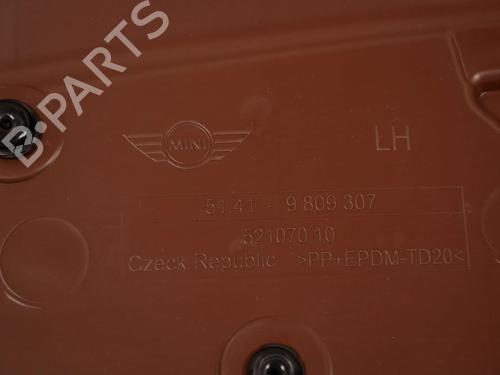 B-PARTS
MINI
LH
51.41 - 9 809 307
521070 10
Czeck Republic >PP+EPDM-TD20<